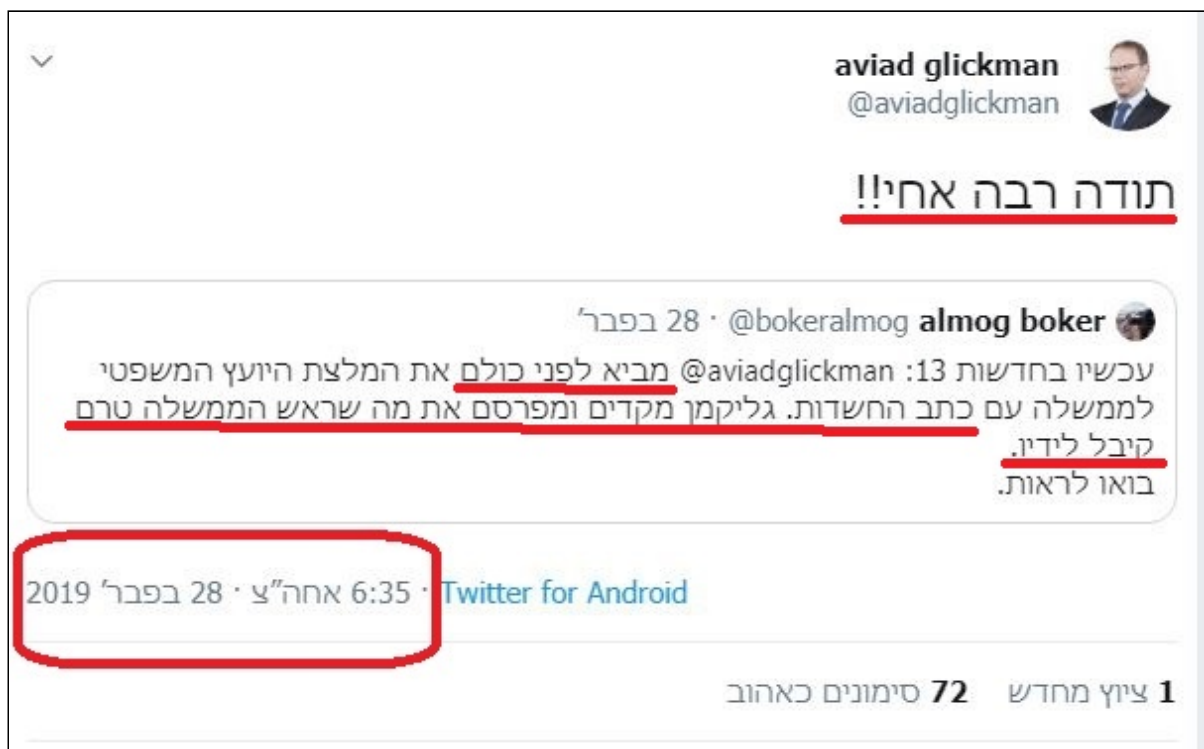 aviad glickman
@aviadglickman
תודה רבה אחי!!
almog boker @bokeralmog · 28 בפבר׳
עכשיו בחדשות 13: @aviadglickman מביא לפני כולם את המלצת היועץ המשפטי
לממשלה עם כתב החשדות. גליקמן מקדים ומפרסם את מה שראש הממשלה טרם
קיבל לידיו.
בואו לראות.
6:35 אחה״צ · 28 בפבר׳ 2019 · Twitter for Android
1 ציוץ מחדש 72 סימונים כאהוב